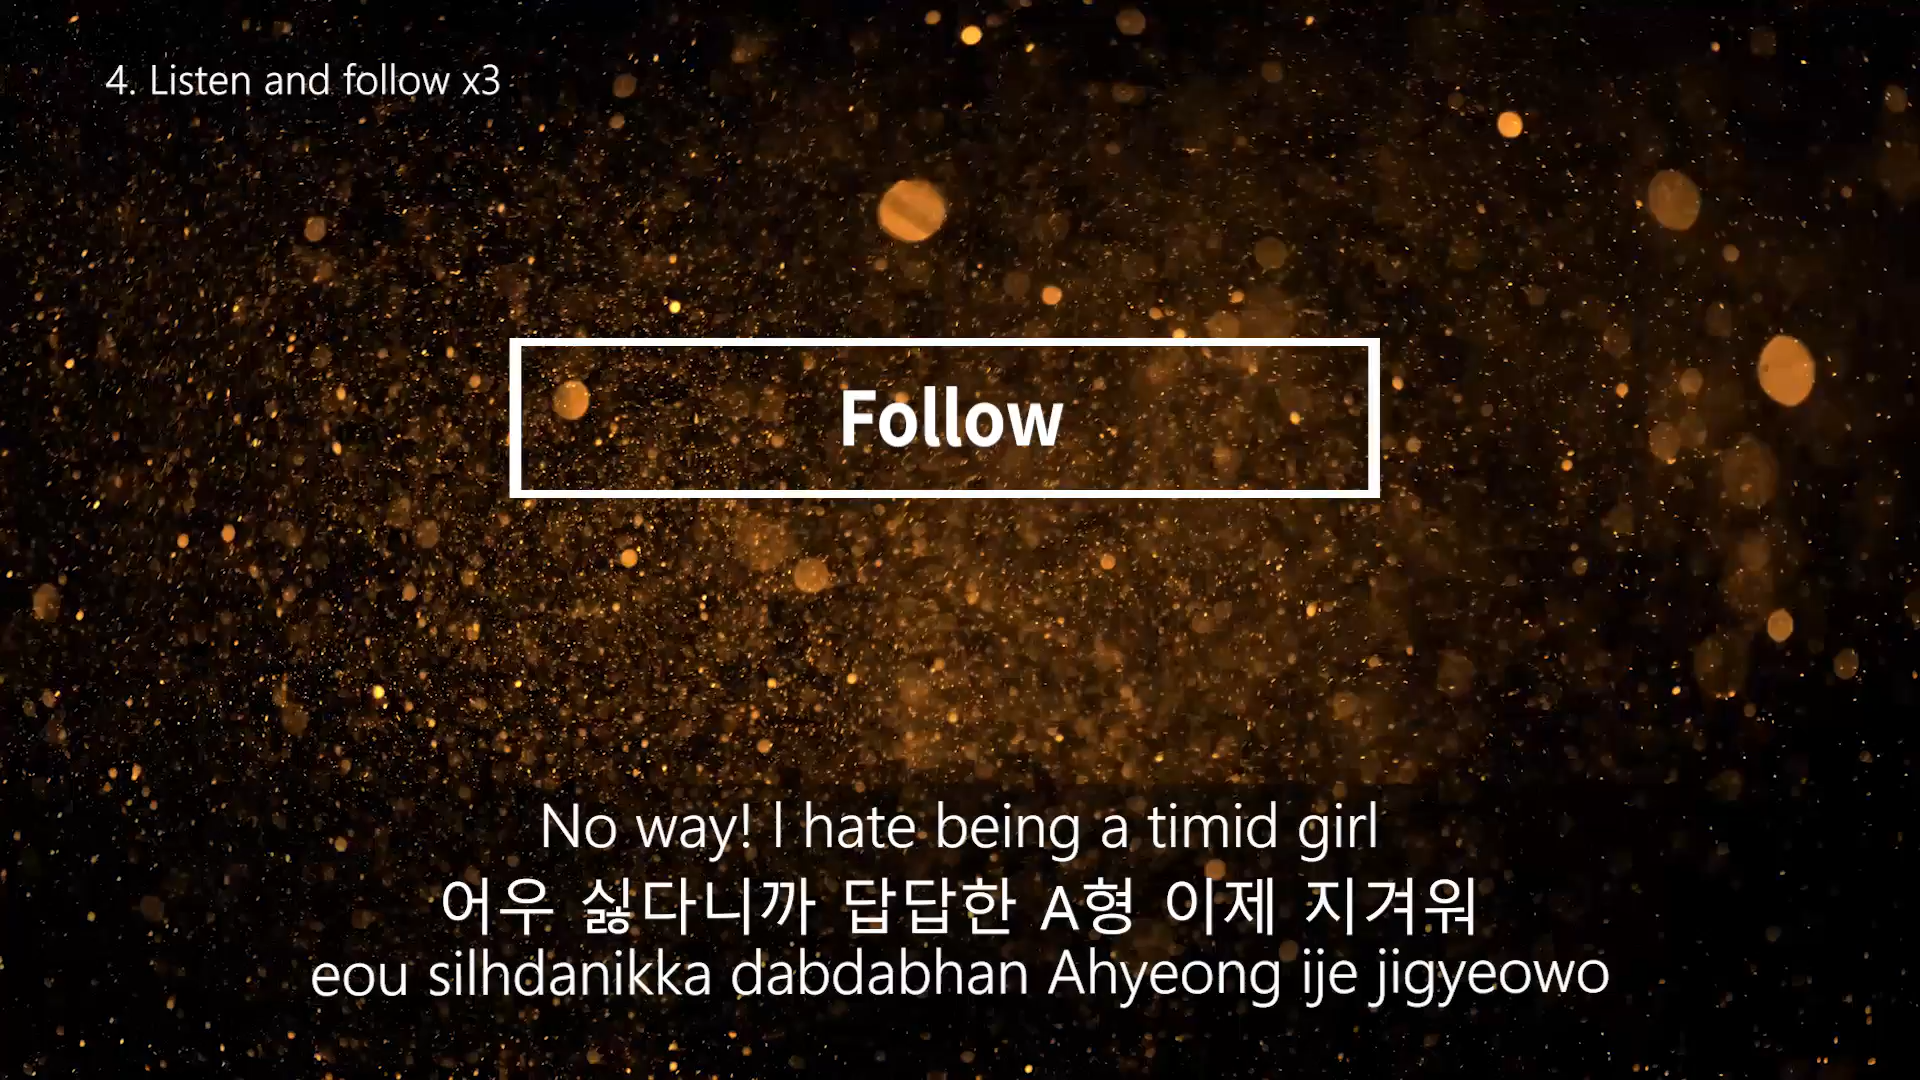 4. Listen and follow x3
Follow
No way! I hate being a timid girl
어우 싫다니까 답답한 A형 이제 지겨워
eou silhdanikka dabdabhan Ahyeong ije jigyeowo